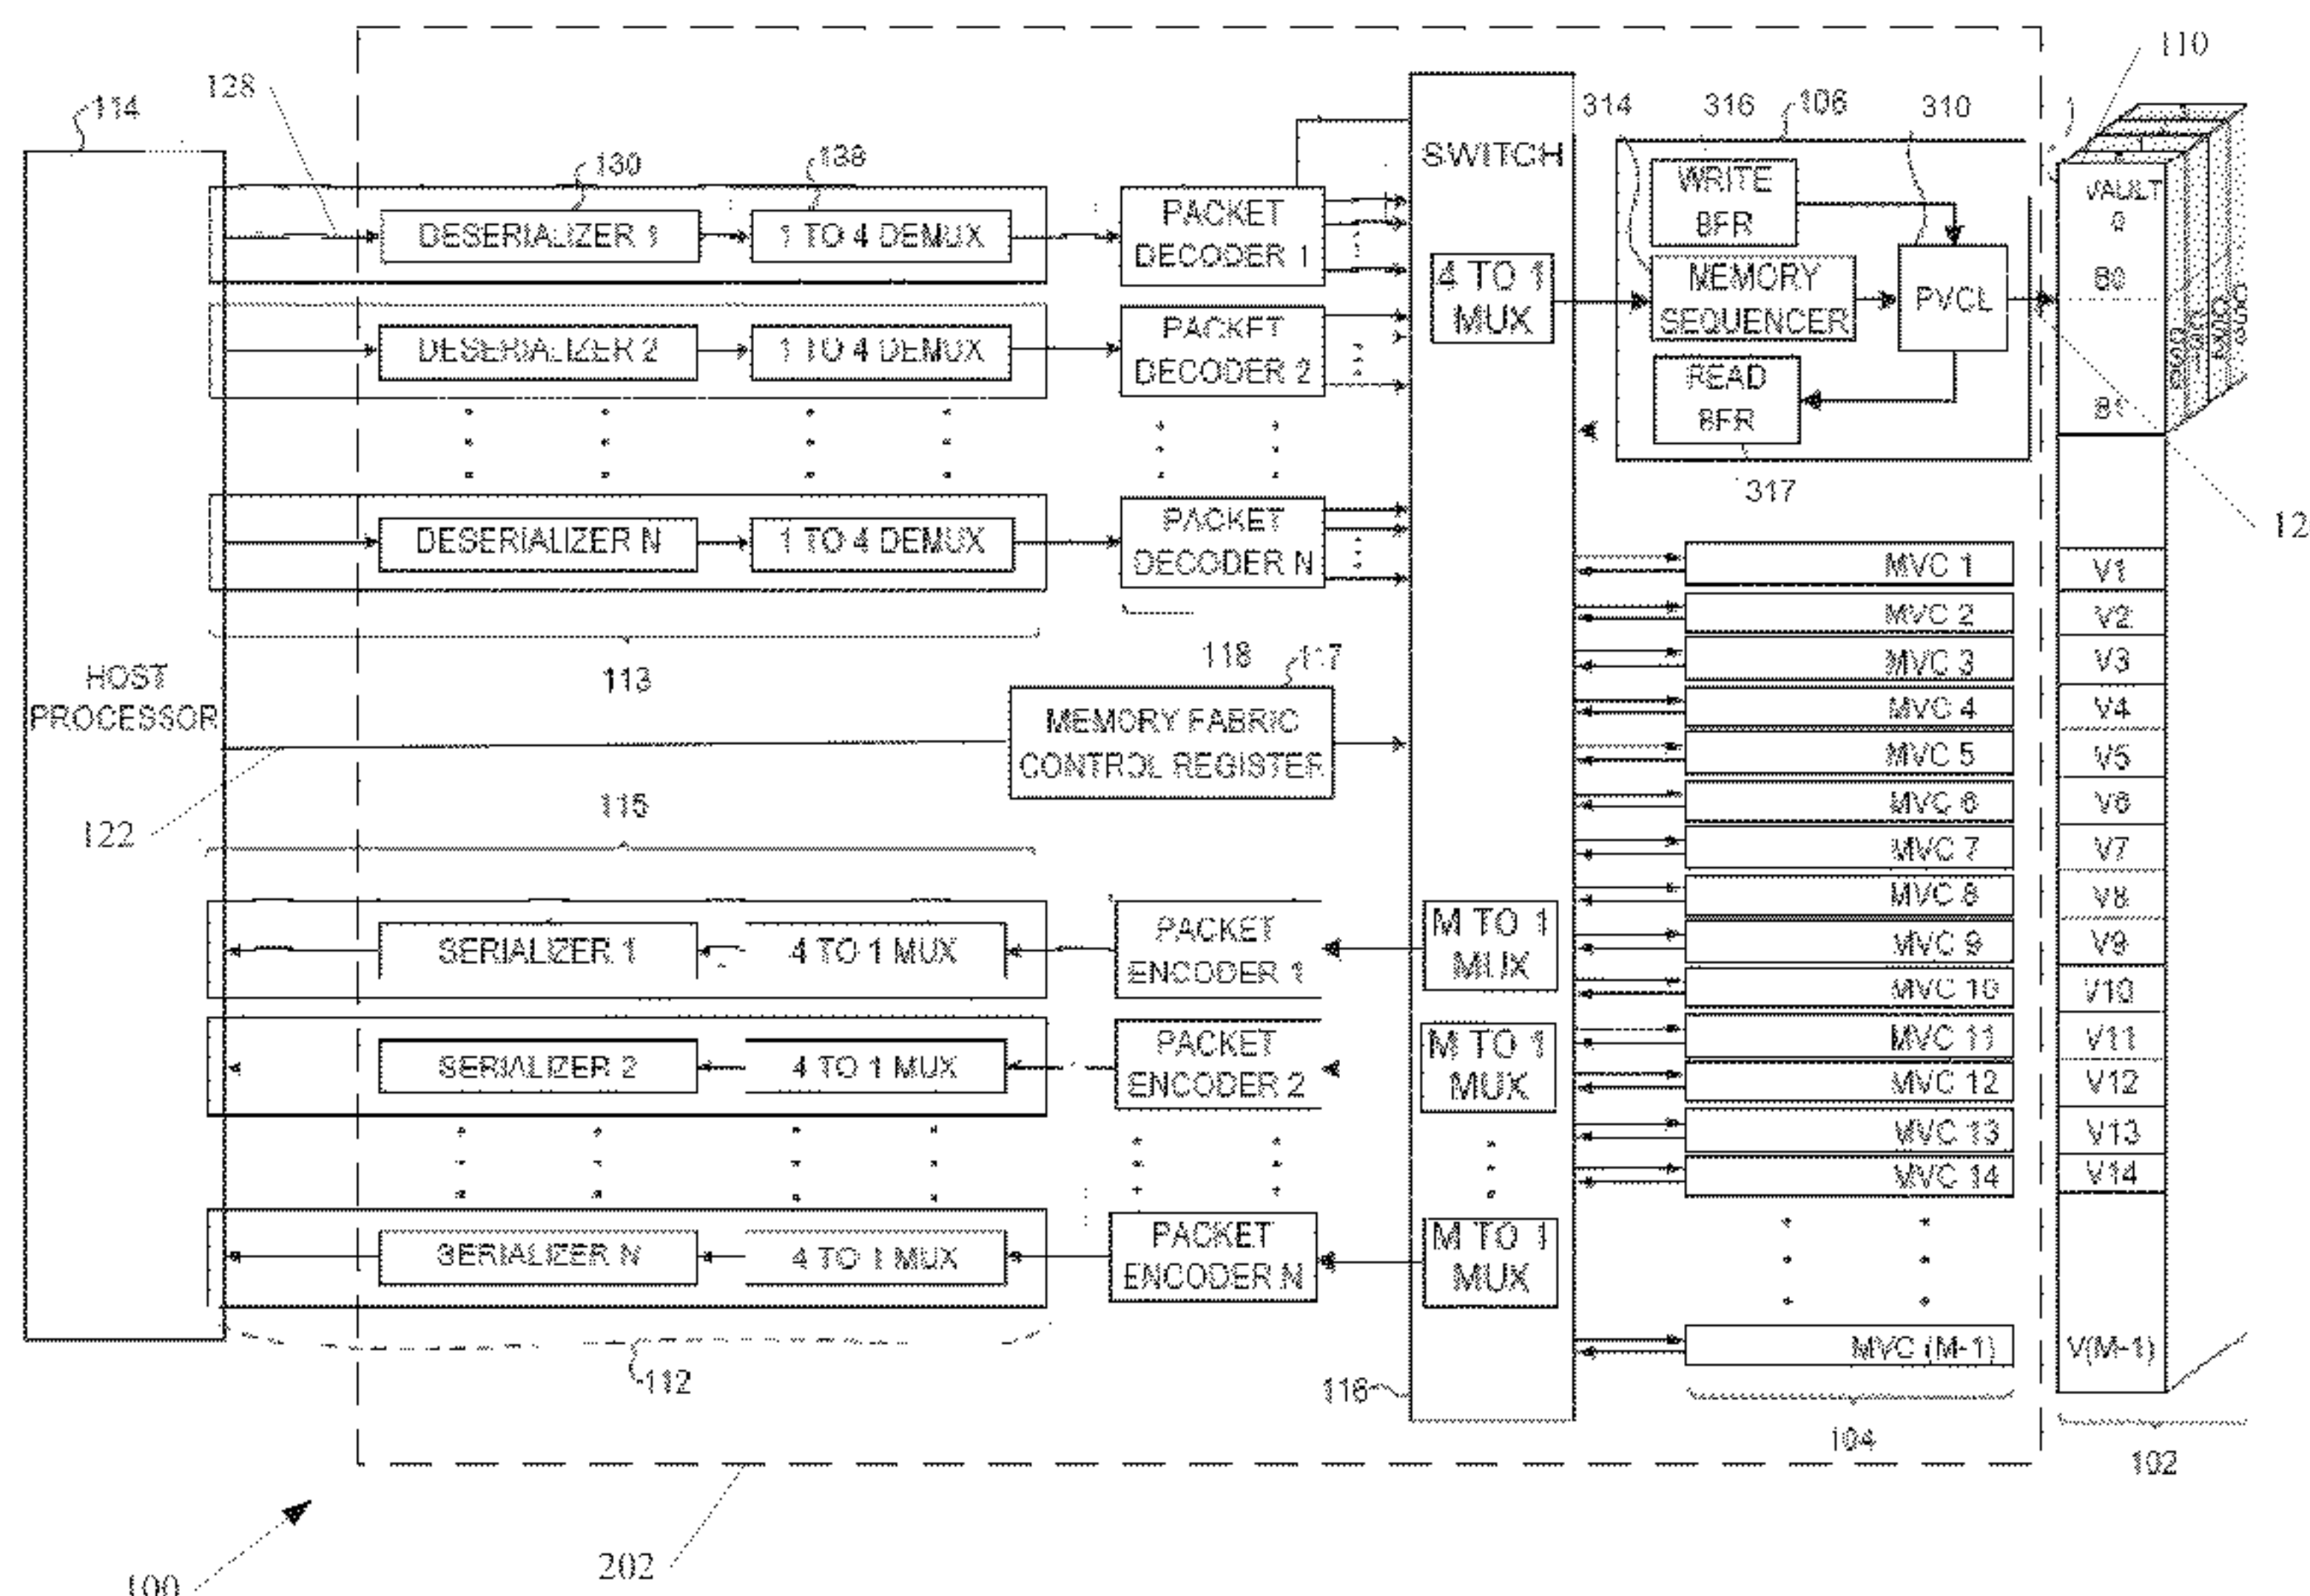 110
128
114
314
316
106
310
130
138
SWITCH
WRITE
BFR
VAULT
0
DESERIALIZER 1
1 TO 4 DEMUX
PACKET
DECODER 1
4 TO 1
MUX
MEMORY
SEQUENCER
PVCL
B0
DESERIALIZER 2
1 TO 4 DEMUX
PACKET
DECODER 2
READ
BFR
B1
317
12
DESERIALIZER N
1 TO 4 DEMUX
PACKET
DECODER N
MVC 1
V1
MVC 2
V2
113
118
117
MVC 3
V3
HOST
PROCESSOR
MEMORY FABRIC
CONTROL REGISTER
MVC 4
V4
MVC 5
V5
122
115
MVC 6
V6
MVC 7
V7
MVC 8
V8
SERIALIZER 1
4 TO 1 MUX
PACKET
ENCODER 1
M TO 1
MUX
MVC 9
V9
MVC 10
V10
SERIALIZER 2
4 TO 1 MUX
PACKET
ENCODER 2
M TO 1
MUX
MVC 11
V11
MVC 12
V12
MVC 13
V13
MVC 14
V14
SERIALIZER N
4 TO 1 MUX
PACKET
ENCODER N
M TO 1
MUX
MVC (M-1)
V(M-1)
112
116
104
102
202
100